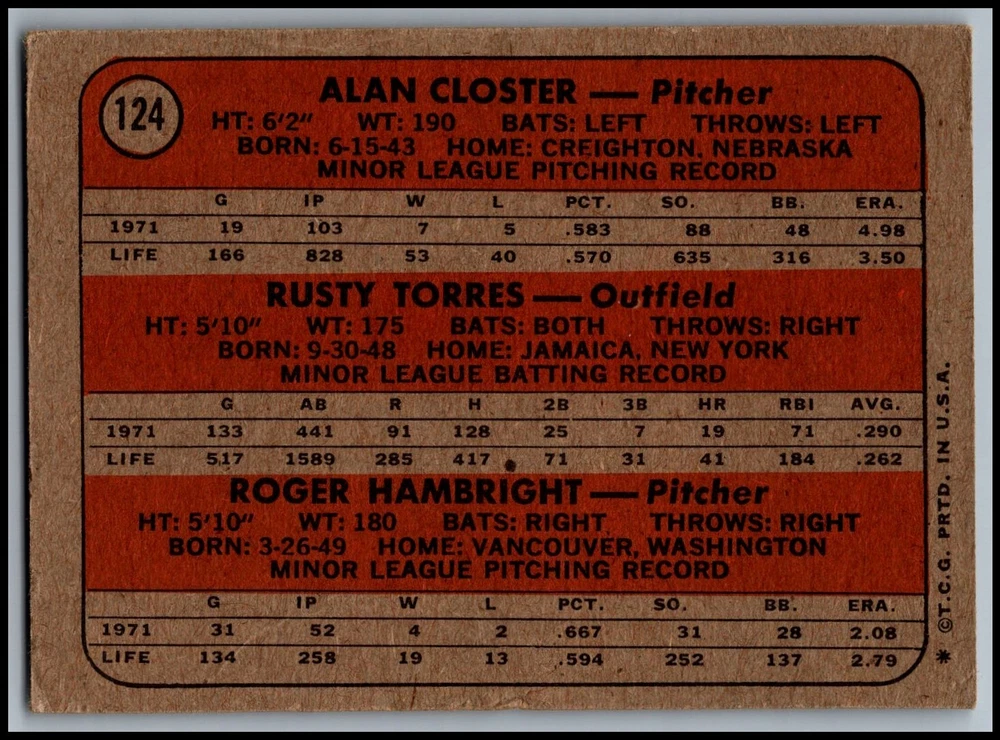 124
ALAN CLOSTER — Pitcher
HT: 6'2" WT: 190 BATS: LEFT THROWS: LEFT
BORN: 6-15-43 HOME: CREIGHTON, NEBRASKA
MINOR LEAGUE PITCHING RECORD
G IP W L PCT. SO. BB. ERA.
1971 19 103 7 5 .583 88 48 4.98
LIFE 166 828 53 40 .570 635 316 3.50
RUSTY TORRES — Outfield
HT: 5'10" WT: 175 BATS: BOTH THROWS: RIGHT
BORN: 9-30-48 HOME: JAMAICA, NEW YORK
MINOR LEAGUE BATTING RECORD
G AB R H 2B 3B HR RBI AVG.
1971 133 441 91 128 25 7 19 71 .290
LIFE 517 1589 285 417 71 31 41 184 .262
ROGER HAMBRIGHT — Pitcher
HT: 5'10" WT: 180 BATS: RIGHT THROWS: RIGHT
BORN: 3-26-49 HOME: VANCOUVER, WASHINGTON
MINOR LEAGUE PITCHING RECORD
G IP W L PCT. SO. BB. ERA.
1971 31 52 4 2 .667 31 28 2.08
LIFE 134 258 19 13 .594 252 137 2.79
* ©T.C.G. PRTD. IN U.S.A.